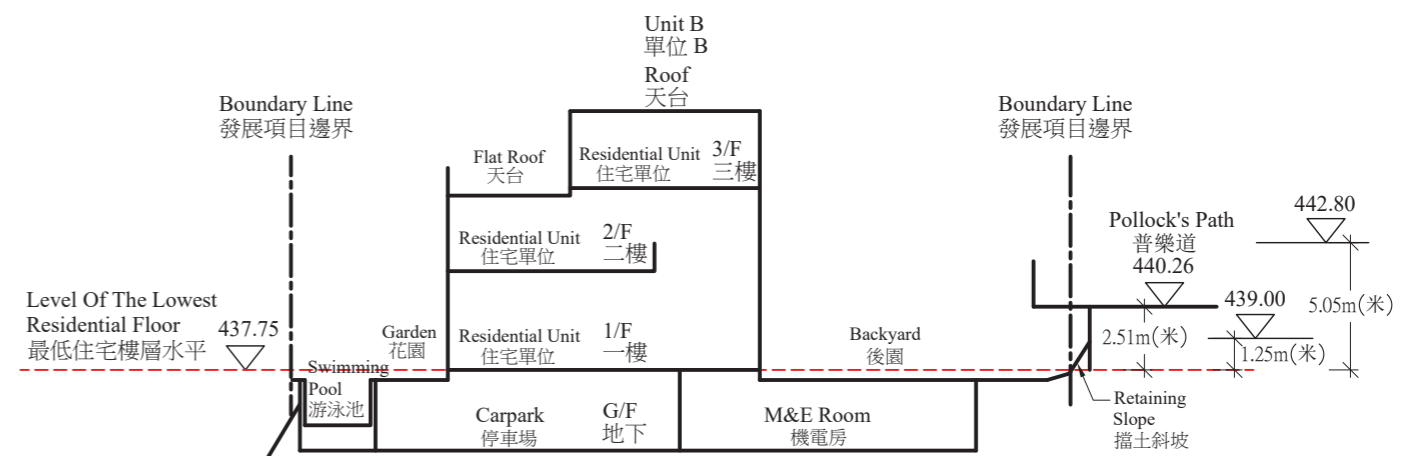 Unit B
單位 B
Roof
天台
Boundary Line
發展項目邊界
Boundary Line
發展項目邊界
Flat Roof
天台
Residential Unit
住宅單位
3/F
三樓
Residential Unit
住宅單位
2/F
二樓
Pollock's Path
普樂道
440.26
442.80
439.00
5.05m(米)
2.51m(米)
1.25m(米)
Level Of The Lowest
Residential Floor
最低住宅樓層水平
437.75
Garden
花園
Residential Unit
住宅單位
1/F
一樓
Backyard
後園
Swimming
Pool
游泳池
Carpark
停車場
G/F
地下
M&E Room
機電房
Retaining
Slope
擋土斜坡